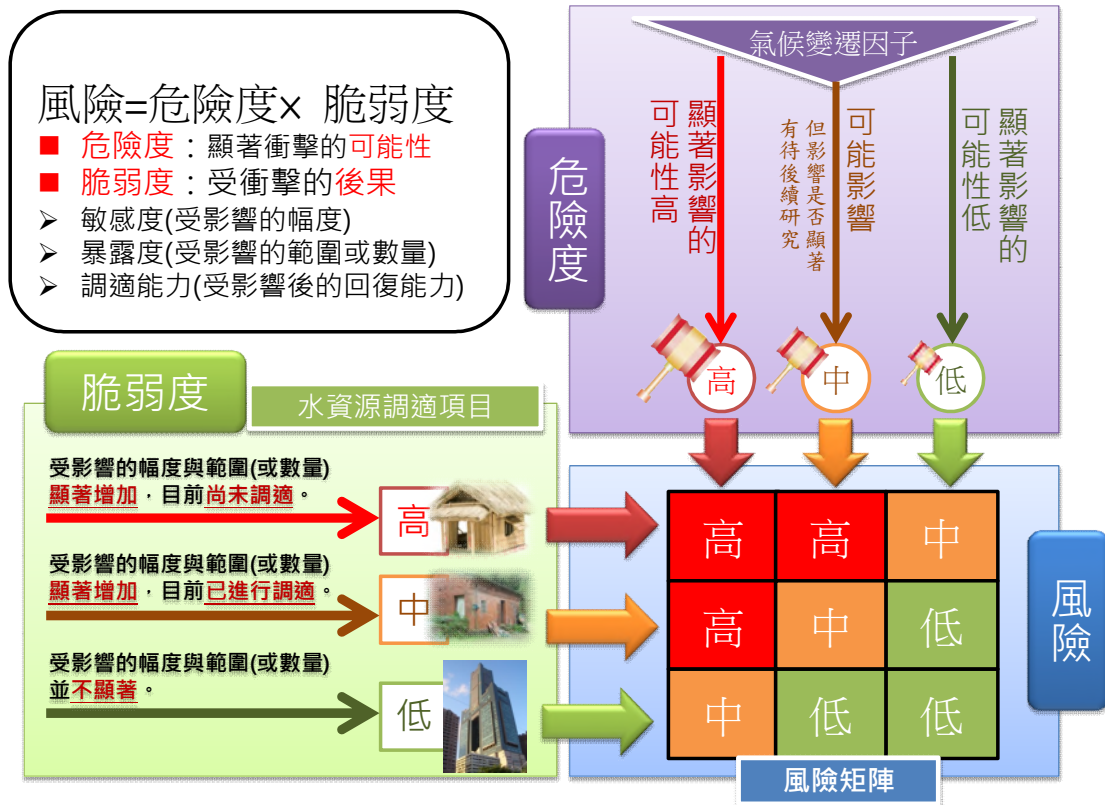 風險=危險度x 脆弱度
■ 危險度：顯著衝擊的可能性
■ 脆弱度：受衝擊的後果
➢ 敏感度(受影響的幅度)
➢ 暴露度(受影響的範圍或數量)
➢ 調適能力(受影響後的回復能力)
氣候變遷因子
危險度
顯著影響的
可能性高
可能影響
但影響是否顯著
有待後續研究
顯著影響的
可能性低
高
中
低
脆弱度
水資源調適項目
受影響的幅度與範圍(或數量)
顯著增加，目前尚未調適。
高
受影響的幅度與範圍(或數量)
顯著增加，目前已進行調適。
中
受影響的幅度與範圍(或數量)
並不顯著。
低
高 高 中
高 中 低
中 低 低
風險
風險矩陣